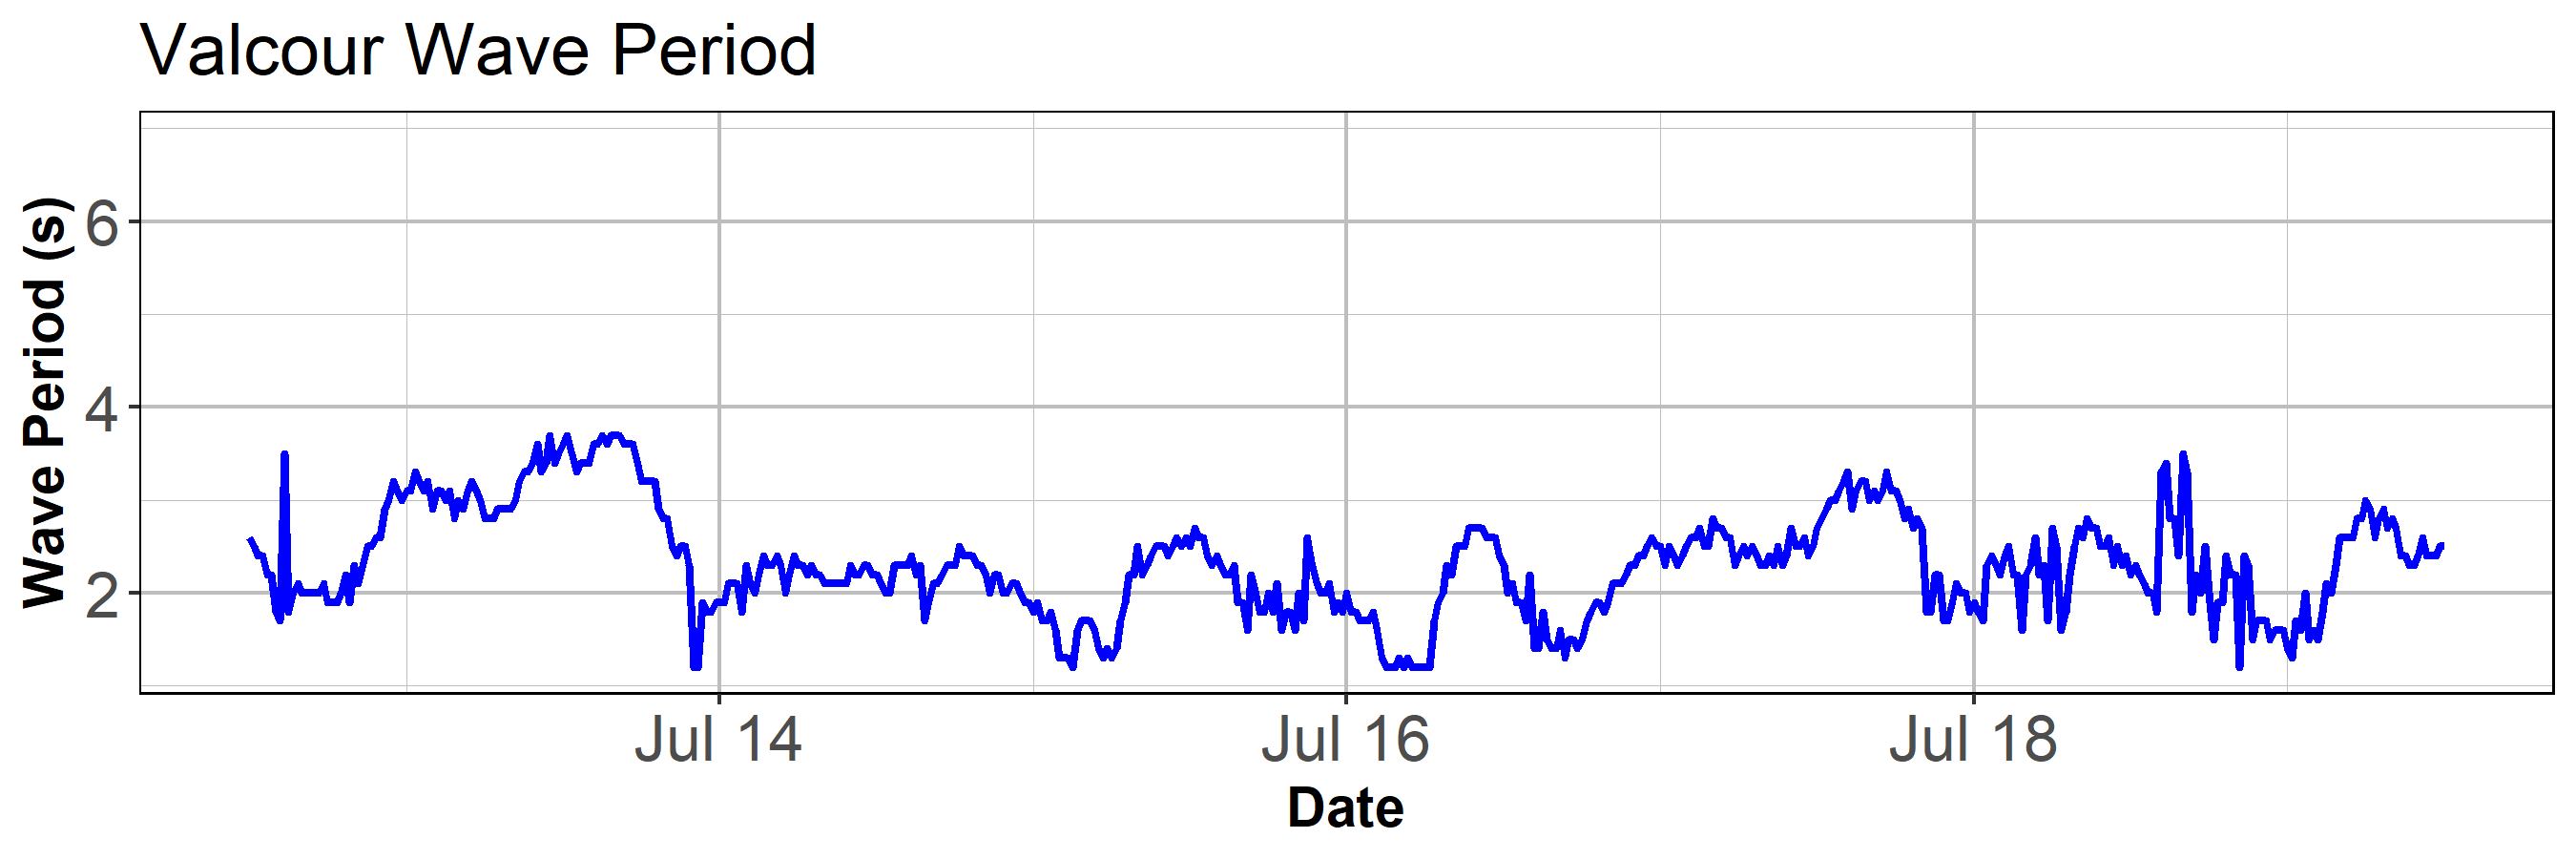 Valcour Wave Period
Wave Period (s)
6
4
2
Jul 14 Jul 16 Jul 18
Date